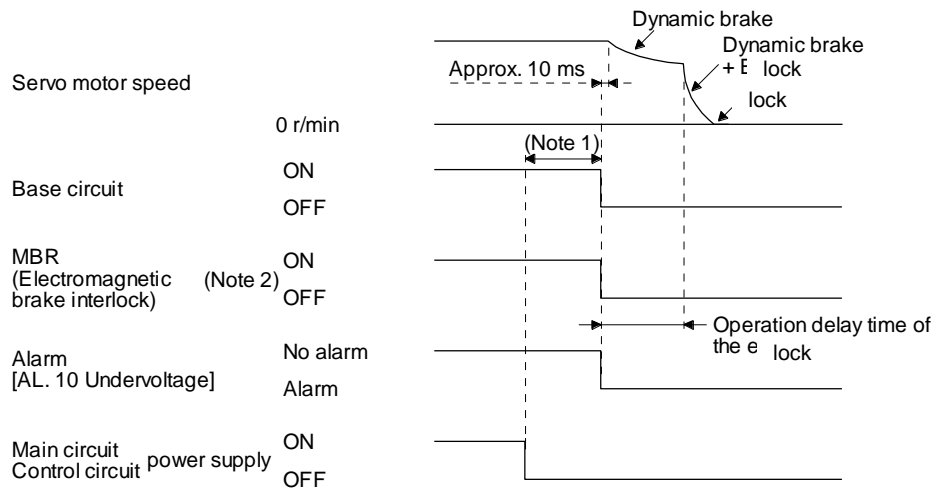 Dynamic brake
Dynamic brake
+ E lock
lock
Approx. 10 ms
Servo motor speed
0 r/min
(Note 1)
ON
Base circuit
OFF
MBR
(Electromagnetic
brake interlock)
(Note 2)
ON
OFF
Operation delay time of
the e lock
Alarm
[AL. 10 Undervoltage]
No alarm
Alarm
Main circuit
Control circuit
power supply
ON
OFF